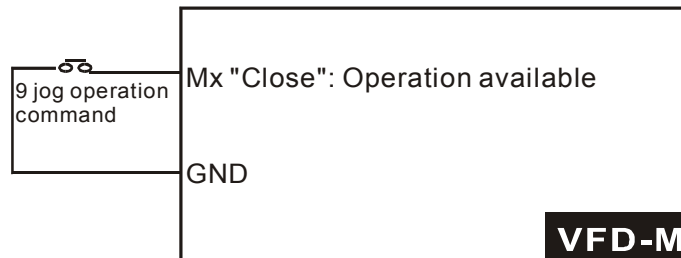 Mx "Close": Operation available
9 jog operation
command
GND
VFD-M